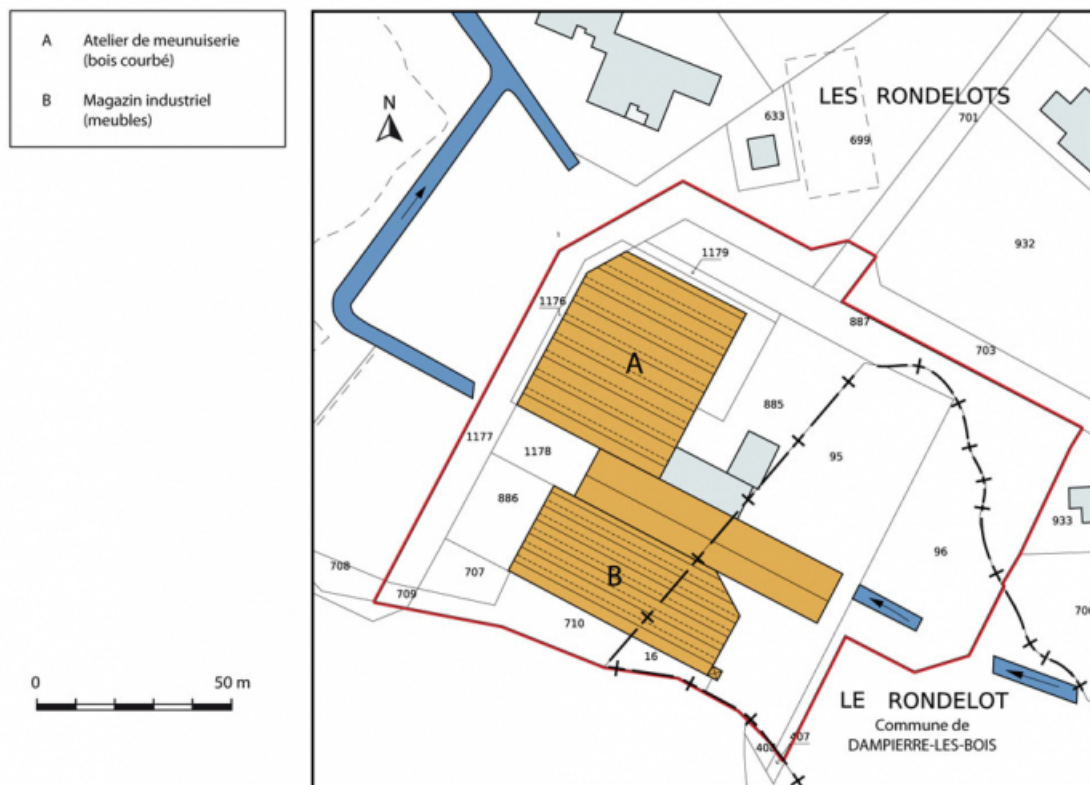 A Atelier de meunuiserie
(bois courbé)
B Magazin industriel
(meubles)
N
LES RONDELOTS
633
701
699
932
1179
1176
887
703
A
885
1177
1178
95
886
933
96
708
707
B
709
710
16
0 50 m
LE RONDELOT
Commune de
DAMPIERRE-LES-BOIS
407